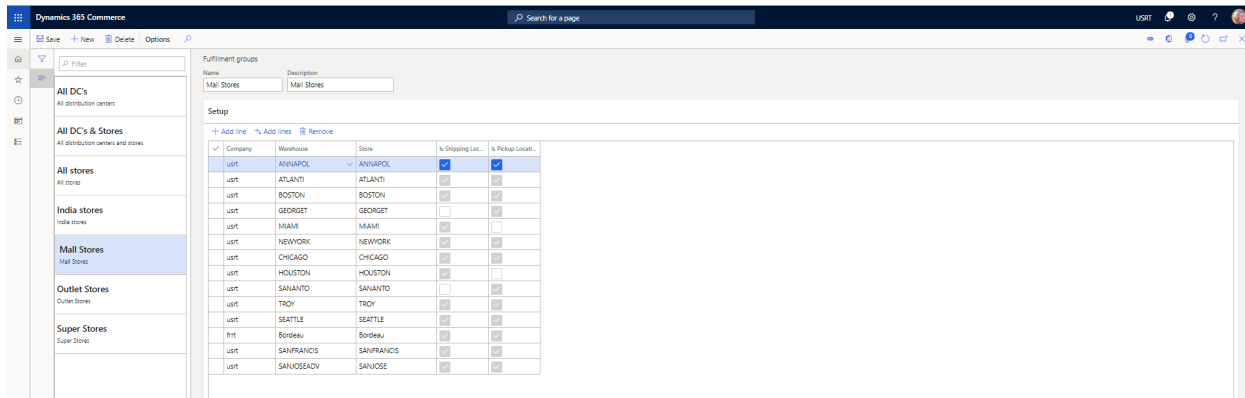 Dynamics 365 Commerce
Search for a page
USRT
?
Save New Delete Options
Filter
All DC's
All distribution centers
All DC's & Stores
All distribution centers and stores
All stores
All stores
India stores
India stores
Mall Stores
Mall Stores
Outlet Stores
Outlet Stores
Super Stores
Super Stores
Fulfillment groups
Name Description
Mall Stores Mall Stores
Setup
Add line Add lines Remove
Company Warehouse Store Is Shipping Loc... Is Pickup Locati...
usrt ANNAPOL ANNAPOL
usrt ATLANTI ATLANTI
usrt BOSTON BOSTON
usrt GEORGET GEORGET
usrt MIAMI MIAMI
usrt NEWYORK NEWYORK
usrt CHICAGO CHICAGO
usrt HOUSTON HOUSTON
usrt SANANTO SANANTO
usrt TROY TROY
usrt SEATTLE SEATTLE
frrt Bordeau Bordeau
usrt SANFRANCIS SANFRANCIS
usrt SANJOSEADV SANJOSE